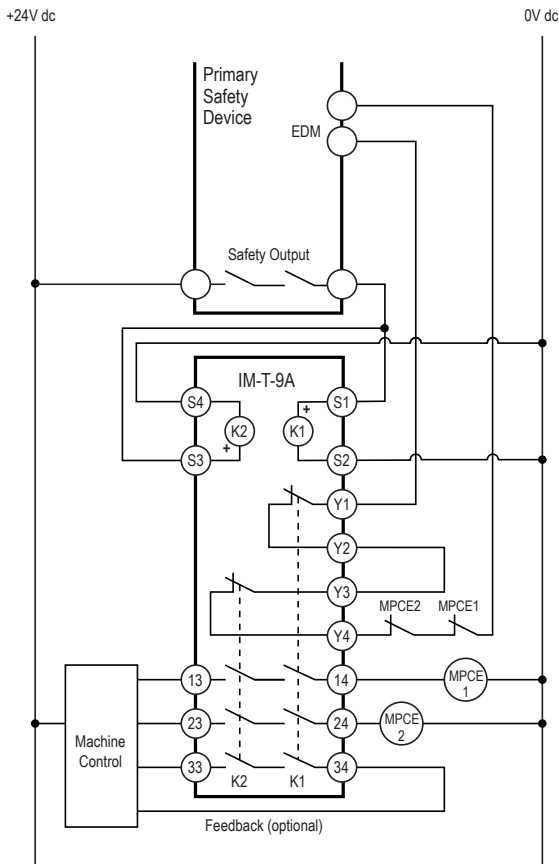 +24V dc
0V dc
Primary
Safety
Device
EDM
Safety Output
IM-T-9A
S4
+
S1
K2
K1
+
S3
S2
Y1
Y2
Y3
MPCE2
MPCE1
Y4
13
14
MPCE
1
23
24
MPCE
2
Machine
Control
33
34
K2
K1
Feedback (optional)